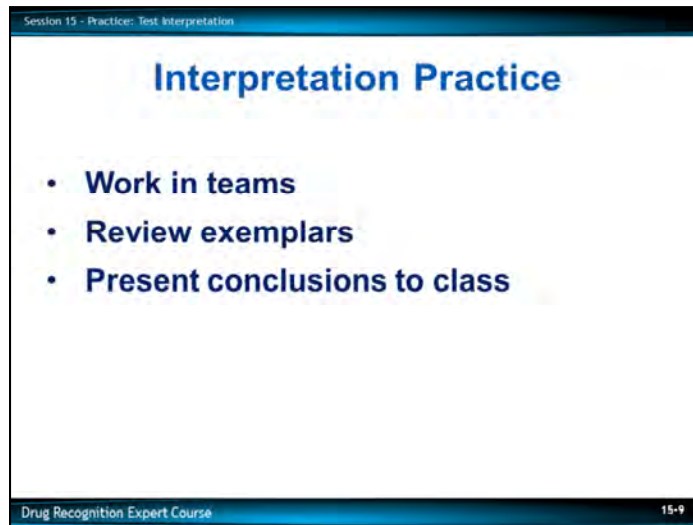 Session 15 - Practice: Test Interpretation
Interpretation Practice
• Work in teams
• Review exemplars
• Present conclusions to class
Drug Recognition Expert Course 15-9